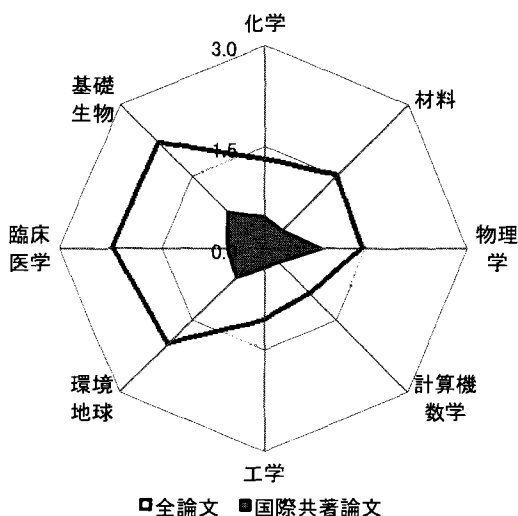 化学
3.0
基礎
生物
材料
1.5
臨床
医学
0.0
物理
学
環境
地球
計算機
数学
工学
全論文 国際共著論文